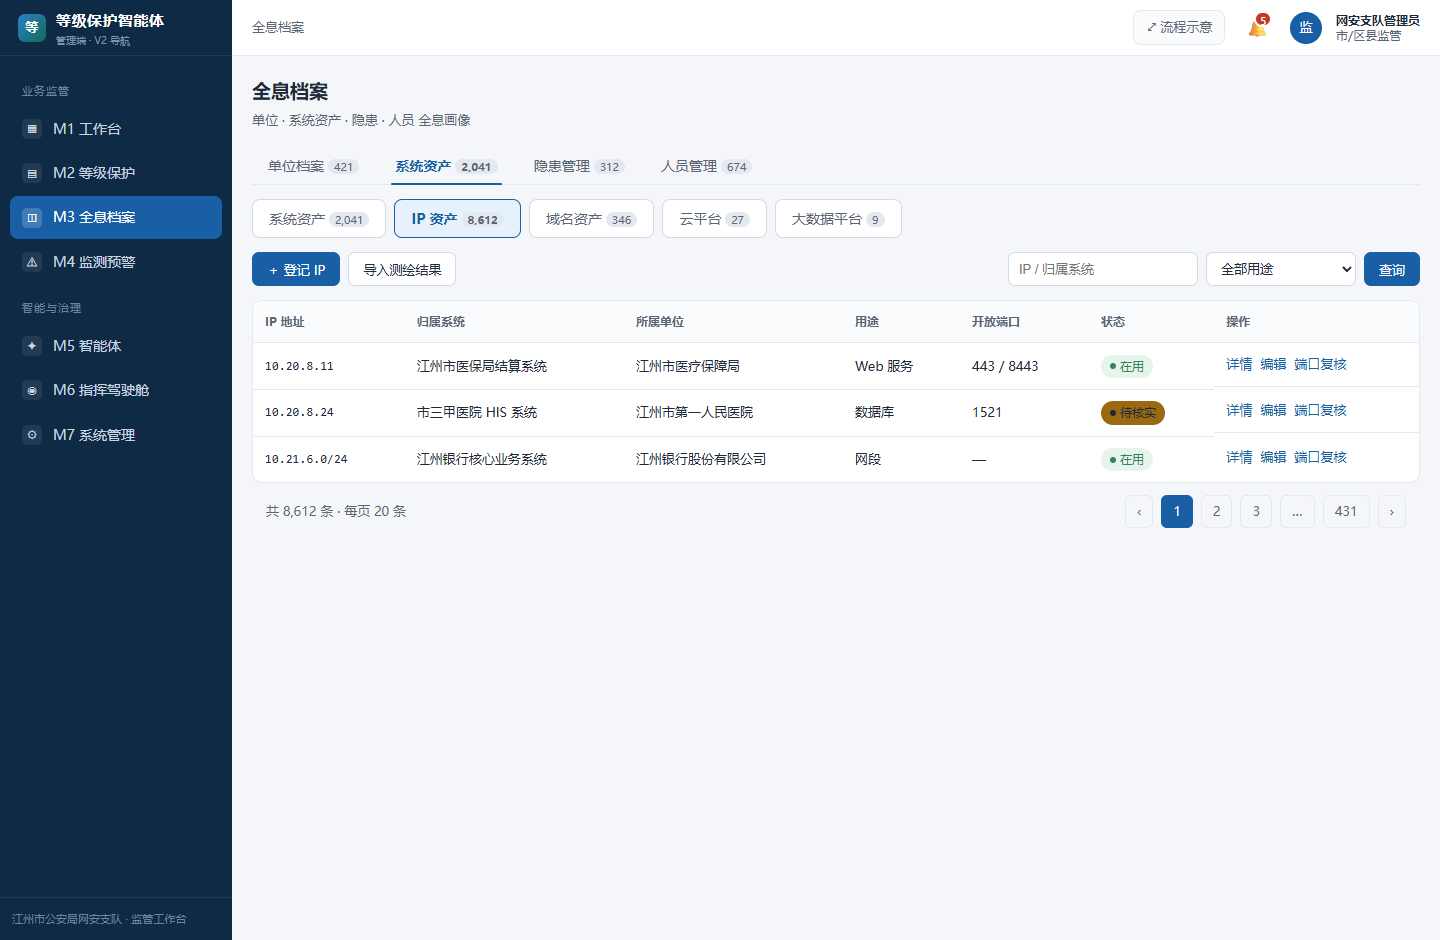 等
等级保护智能体
管理端 · V2 导航
业务监管
M1 工作台
M2 等级保护
M3 全息档案
M4 监测预警
智能与治理
M5 智能体
M6 指挥驾驶舱
M7 系统管理
江州市公安局网安支队 · 监管工作台
全息档案
⤢ 流程示意
5
监
网安支队管理员
市/区县监管
全息档案
单位 · 系统资产 · 隐患 · 人员 全息画像
单位档案 421
系统资产 2,041
隐患管理 312
人员管理 674
系统资产 2,041
IP 资产 8,612
域名资产 346
云平台 27
大数据平台 9
+ 登记 IP
导入测绘结果
IP / 归属系统
全部用途
查询
IP 地址 归属系统 所属单位 用途 开放端口 状态 操作
10.20.8.11 江州市医保局结算系统 江州市医疗保障局 Web 服务 443 / 8443 在用 详情 编辑 端口复核
10.20.8.24 市三甲医院 HIS 系统 江州市第一人民医院 数据库 1521 待核实 详情 编辑 端口复核
10.21.6.0/24 江州银行核心业务系统 江州银行股份有限公司 网段 — 在用 详情 编辑 端口复核
共 8,612 条 · 每页 20 条
‹ 1 2 3 ... 431 ›